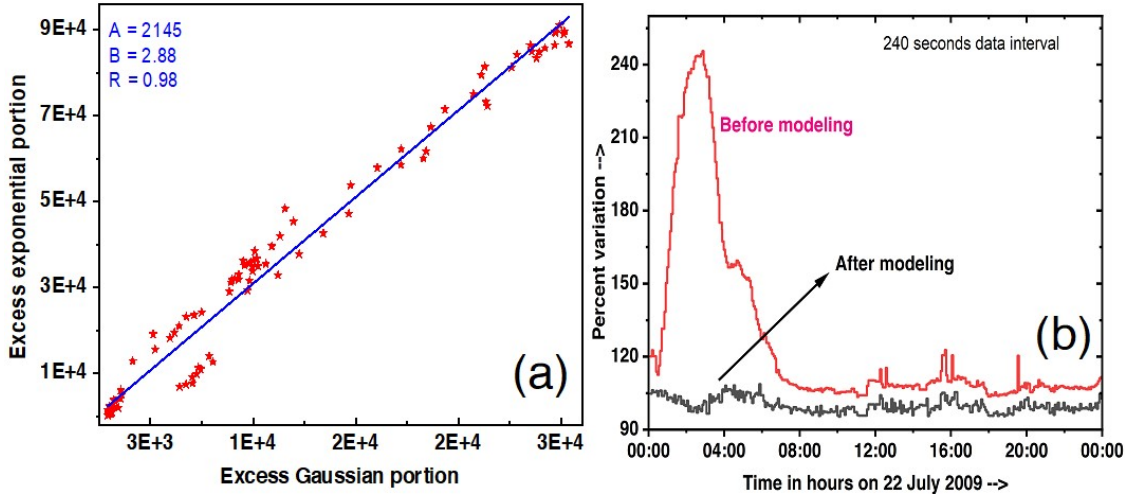 A = 2145
B = 2.88
R = 0.98
9E+4
7E+4
5E+4
3E+4
1E+4
Excess exponential portion
(a)
3E+3 1E+4 2E+4 2E+4 3E+4
Excess Gaussian portion
240 seconds data interval
Before modeling
After modeling
(b)
240
210
180
150
120
90
Percent variation -->
00:00 04:00 08:00 12:00 16:00 20:00 00:00
Time in hours on 22 July 2009 -->